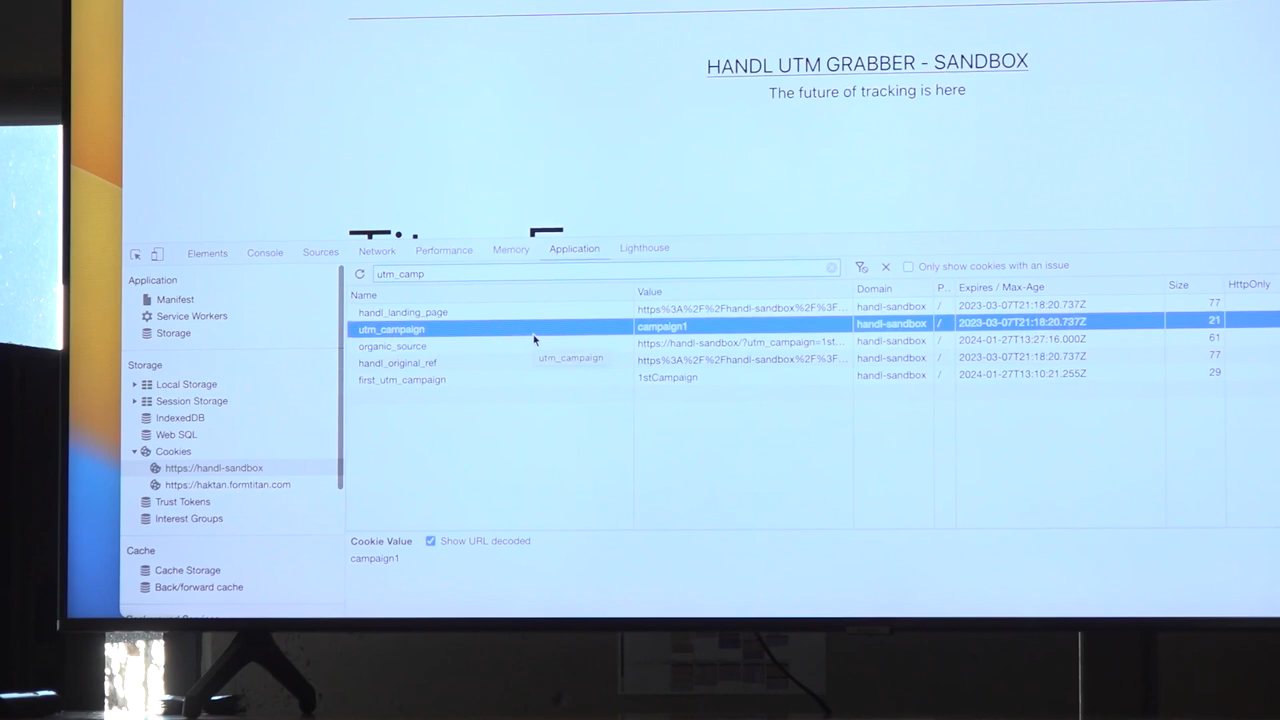 HANDL UTM GRABBER - SANDBOX
The future of tracking is here
Elements Console Sources Network Performance Memory Application Lighthouse
Application
Manifest
Service Workers
Storage
Storage
Local Storage
Session Storage
IndexedDB
Web SQL
Cookies
https://handl-sandbox
https://haktan.formtitan.com
Trust Tokens
Interest Groups
Cache
Cache Storage
Back/forward cache
utm_camp
Only show cookies with an issue
Name Value Domain P.. Expires / Max-Age Size HttpOnly
handl_landing_page https%3A%2F%2Fhandl-sandbox%2F%3F... handl-sandbox / 2023-03-07T21:18:20.737Z 77
utm_campaign campaign1 handl-sandbox / 2023-03-07T21:18:20.737Z 21
organic_source https://handl-sandbox/?utm_campaign=1st... handl-sandbox / 2024-01-27T13:27:16.000Z 61
handl_original_ref https%3A%2F%2Fhandl-sandbox%2F%3F... handl-sandbox / 2023-03-07T21:18:20.737Z 77
first_utm_campaign 1stCampaign handl-sandbox / 2024-01-27T13:10:21.255Z 29
utm_campaign
Cookie Value Show URL decoded
campaign1